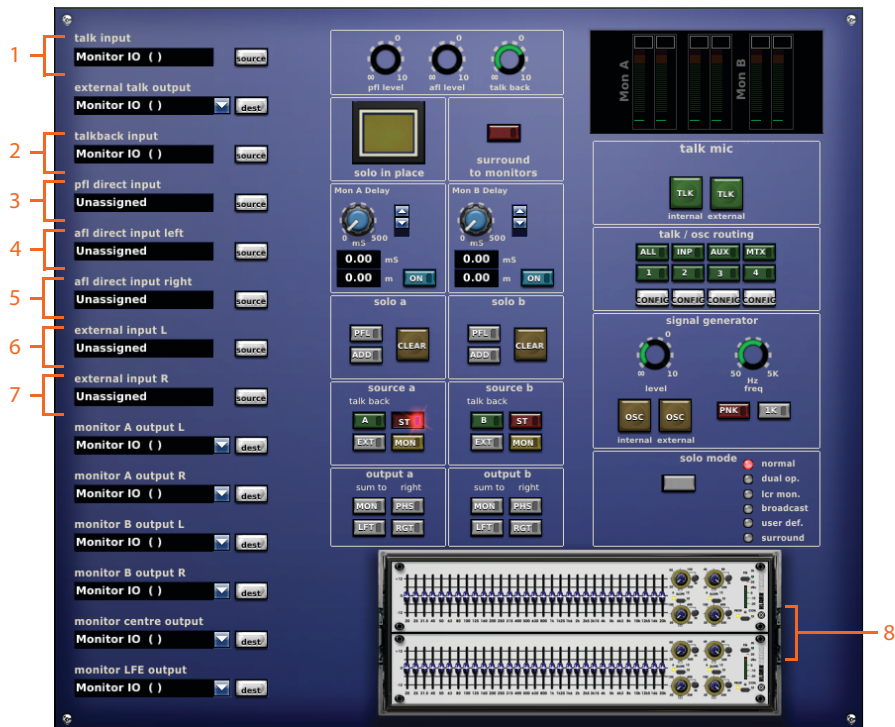 1
talk input
Monitor IO ( )
source
external talk output
Monitor IO ( )
dest
2
talkback input
Monitor IO ( )
source
3
pfl direct input
Unassigned
source
4
afl direct input left
Unassigned
source
5
afl direct input right
Unassigned
source
6
external input L
Unassigned
source
7
external input R
Unassigned
source
monitor A output L
Monitor IO ( )
dest
monitor A output R
Monitor IO ( )
dest
monitor B output L
Monitor IO ( )
dest
monitor B output R
Monitor IO ( )
dest
monitor centre output
Monitor IO ( )
dest
monitor LFE output
Monitor IO ( )
dest
0 0 0
∞ 10 ∞ 10 ∞ 10
pfl level afl level talk back
solo in place
surround
to monitors
Mon A Delay
0 500
mS
0.00 mS
0.00 m ON
Mon B Delay
0 500
mS
0.00 mS
0.00 m ON
solo a
PFL
ADD
CLEAR
solo b
PFL
ADD
CLEAR
source a
talk back
A ST
EXT MON
source b
talk back
B ST
EXT MON
output a
sum to right
MON PHS
LFT RGT
output b
sum to right
MON PHS
LFT RGT
Mon A
Mon B
talk mic
TLK TLK
internal external
talk / osc routing
ALL INP AUX MTX
1 2 3 4
CONFIG CONFIG CONFIG CONFIG
signal generator
0
∞ 10
level
50 5K
Hz
freq
OSC OSC
internal external
PNK 1K
solo mode
normal
dual op.
lcr mon.
broadcast
user def.
surround
8